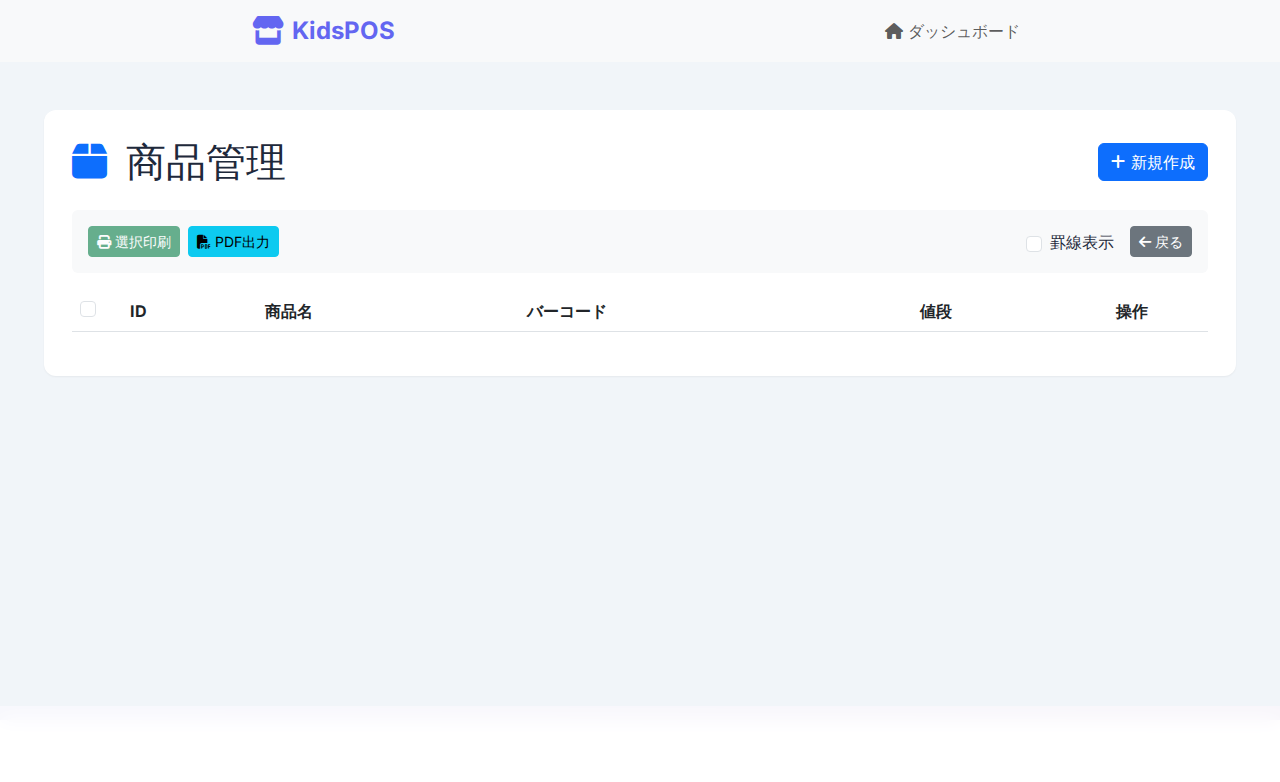 KidsPOS
ダッシュボード
商品管理
新規作成
選択印刷
PDF出力
罫線表示
戻る
ID 商品名 バーコード 値段 操作